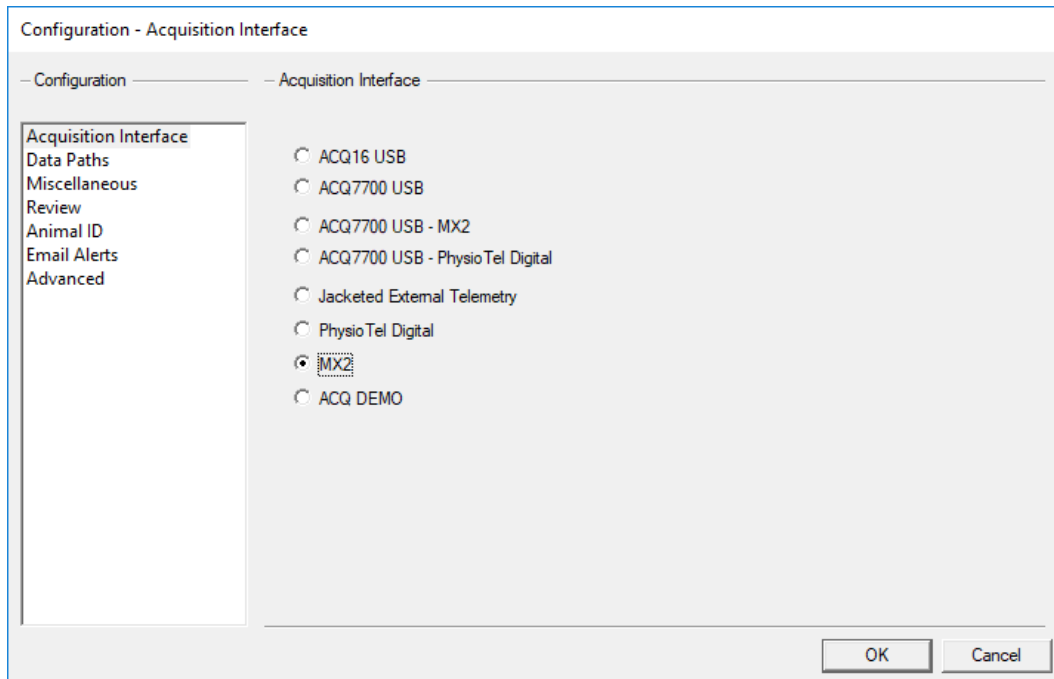 Configuration - Acquisition Interface
Configuration
Acquisition Interface
Data Paths
Miscellaneous
Review
Animal ID
Email Alerts
Advanced
Acquisition Interface
ACQ16 USB
ACQ7700 USB
ACQ7700 USB - MX2
ACQ7700 USB - PhysioTel Digital
Jacketed External Telemetry
PhysioTel Digital
MX2
ACQ DEMO
OK
Cancel